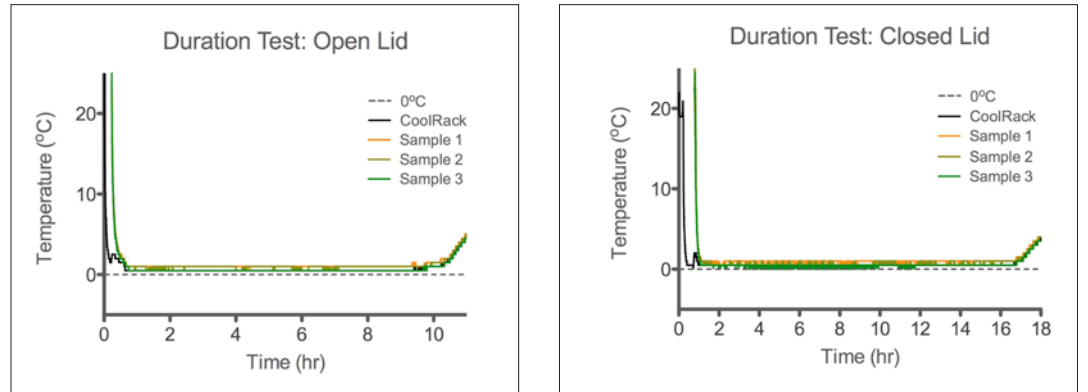 Duration Test: Open Lid
0ºC
CoolRack
Sample 1
Sample 2
Sample 3
Temperature (ºC)
20
10
0
0 2 4 6 8 10
Time (hr)
Duration Test: Closed Lid
0ºC
CoolRack
Sample 1
Sample 2
Sample 3
Temperature (ºC)
20
10
0
0 2 4 6 8 10 12 14 16 18
Time (hr)